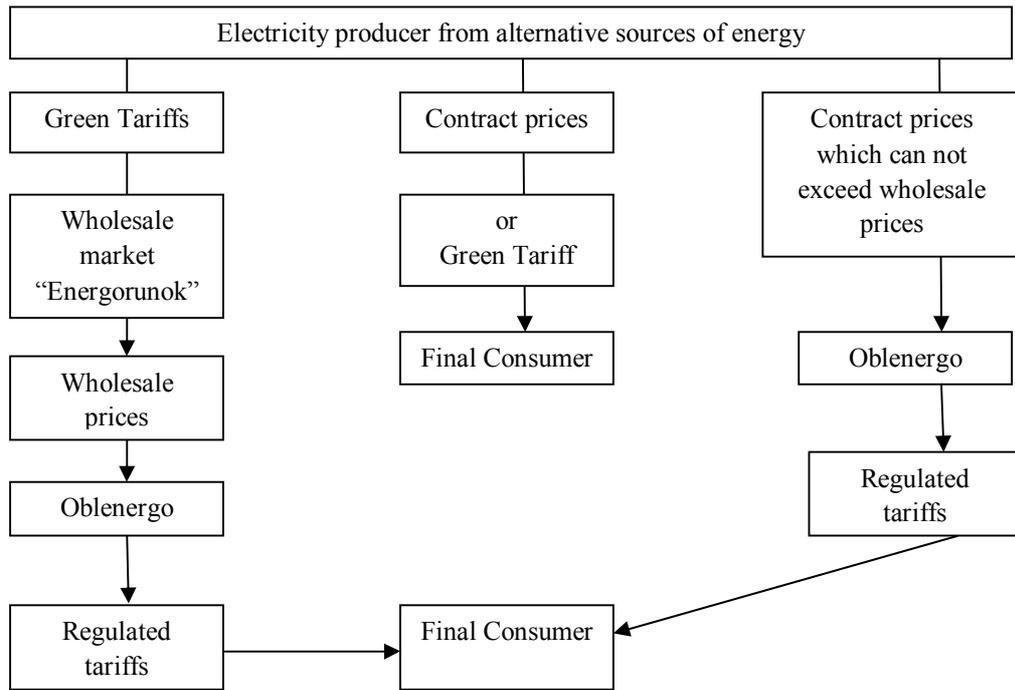 Electricity producer from alternative sources of energy
Green Tariffs
Contract prices
Contract prices
which can not
exceed wholesale
prices
Wholesale
market
“Energorunok”
or
Green Tariff
Final Consumer
Oblenergo
Wholesale
prices
Oblenergo
Regulated
tariffs
Regulated
tariffs
Final Consumer